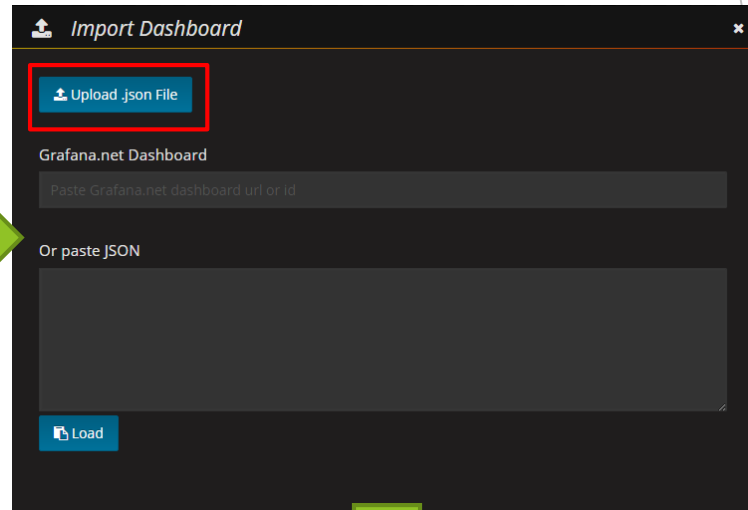 Import Dashboard
Upload .json File
Grafana.net Dashboard
Paste Grafana.net dashboard url or id
Or paste JSON
Load